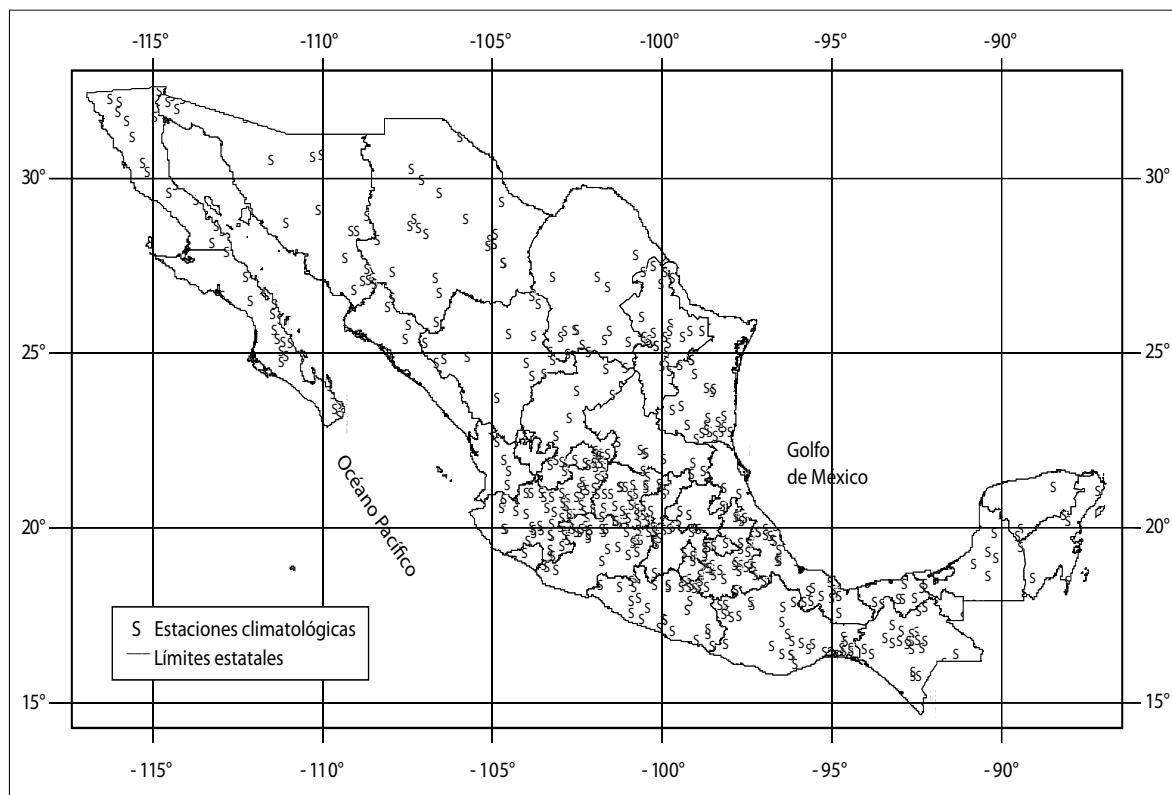 -115° -110° -105° -100° -95° -90°
30° 30°
25° 25°
20° 20°
15° 15°
Golfo
de México
Océano Pacífico
S Estaciones climatológicas
Límites estatales
-115° -110° -105° -100° -95° -90°